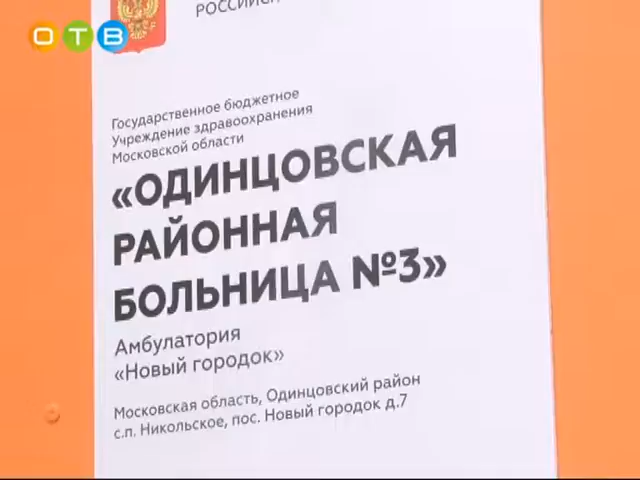 ОТВ
Государственное бюджетное
Учреждение здравоохранения
Московской области
«ОДИНЦОВСКАЯ
РАЙОННАЯ
БОЛЬНИЦА №3»
Амбулатория
«Новый городок»
Московская область, Одинцовский район
с.п. Никольское, пос. Новый городок д.7